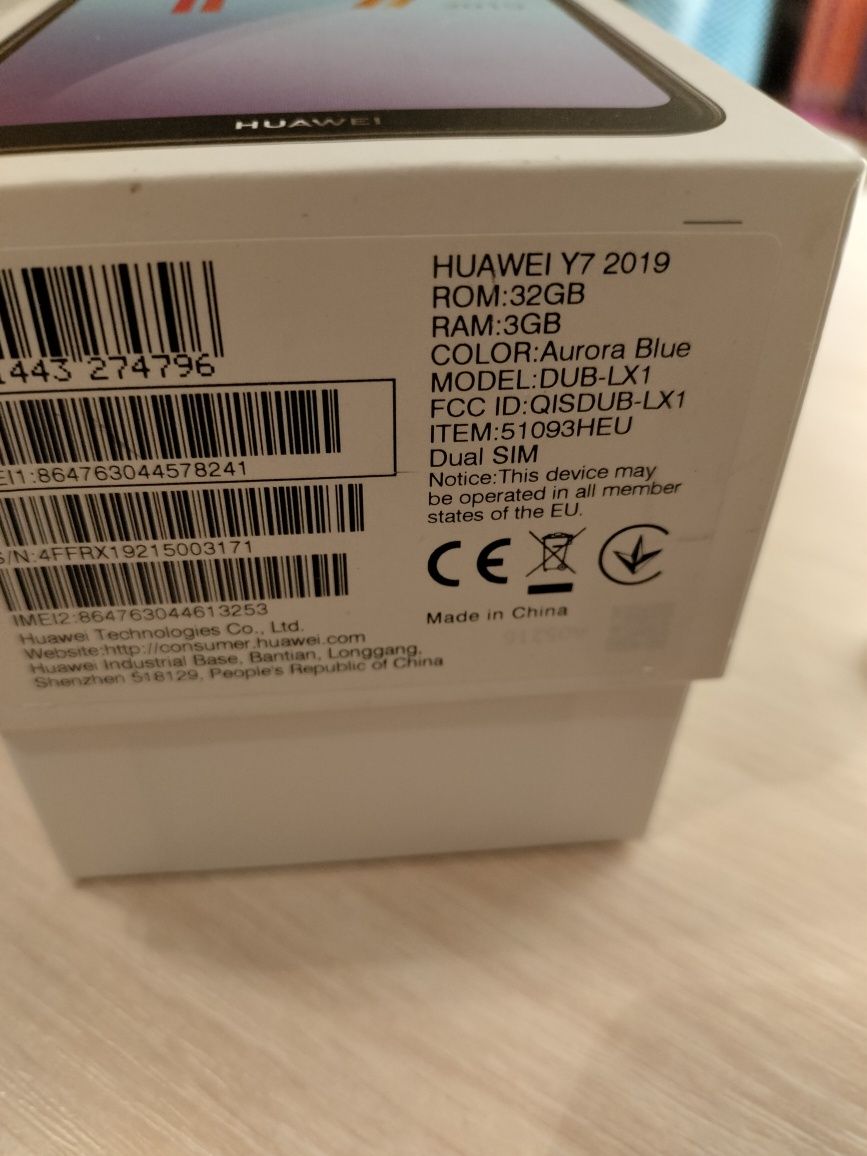 HUAWEI
HUAWEI Y7 2019
ROM:32GB
RAM:3GB
COLOR:Aurora Blue
MODEL:DUB-LX1
FCC ID:QISDUB-LX1
ITEM:51093HEU
Dual SIM
Notice:This device may
be operated in all member
states of the EU.
CE
Made in China
1443 274796
EI1:864763044578241
S/N:4FFRX19215003171
IMEI2:864763044613253
Huawei Technologies Co., Ltd.
Website:http://consumer.huawei.com
Huawei Industrial Base, Bantian, Longgang,
Shenzhen 518129, People's Republic of China